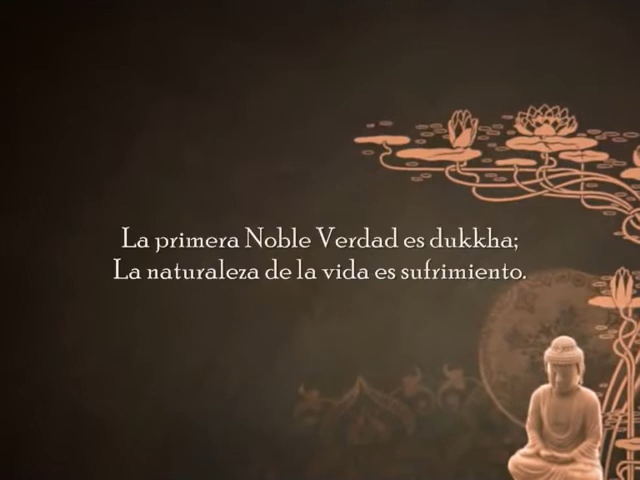 La primera Noble Verdad es dukkha;
La naturaleza de la vida es sufrimiento.